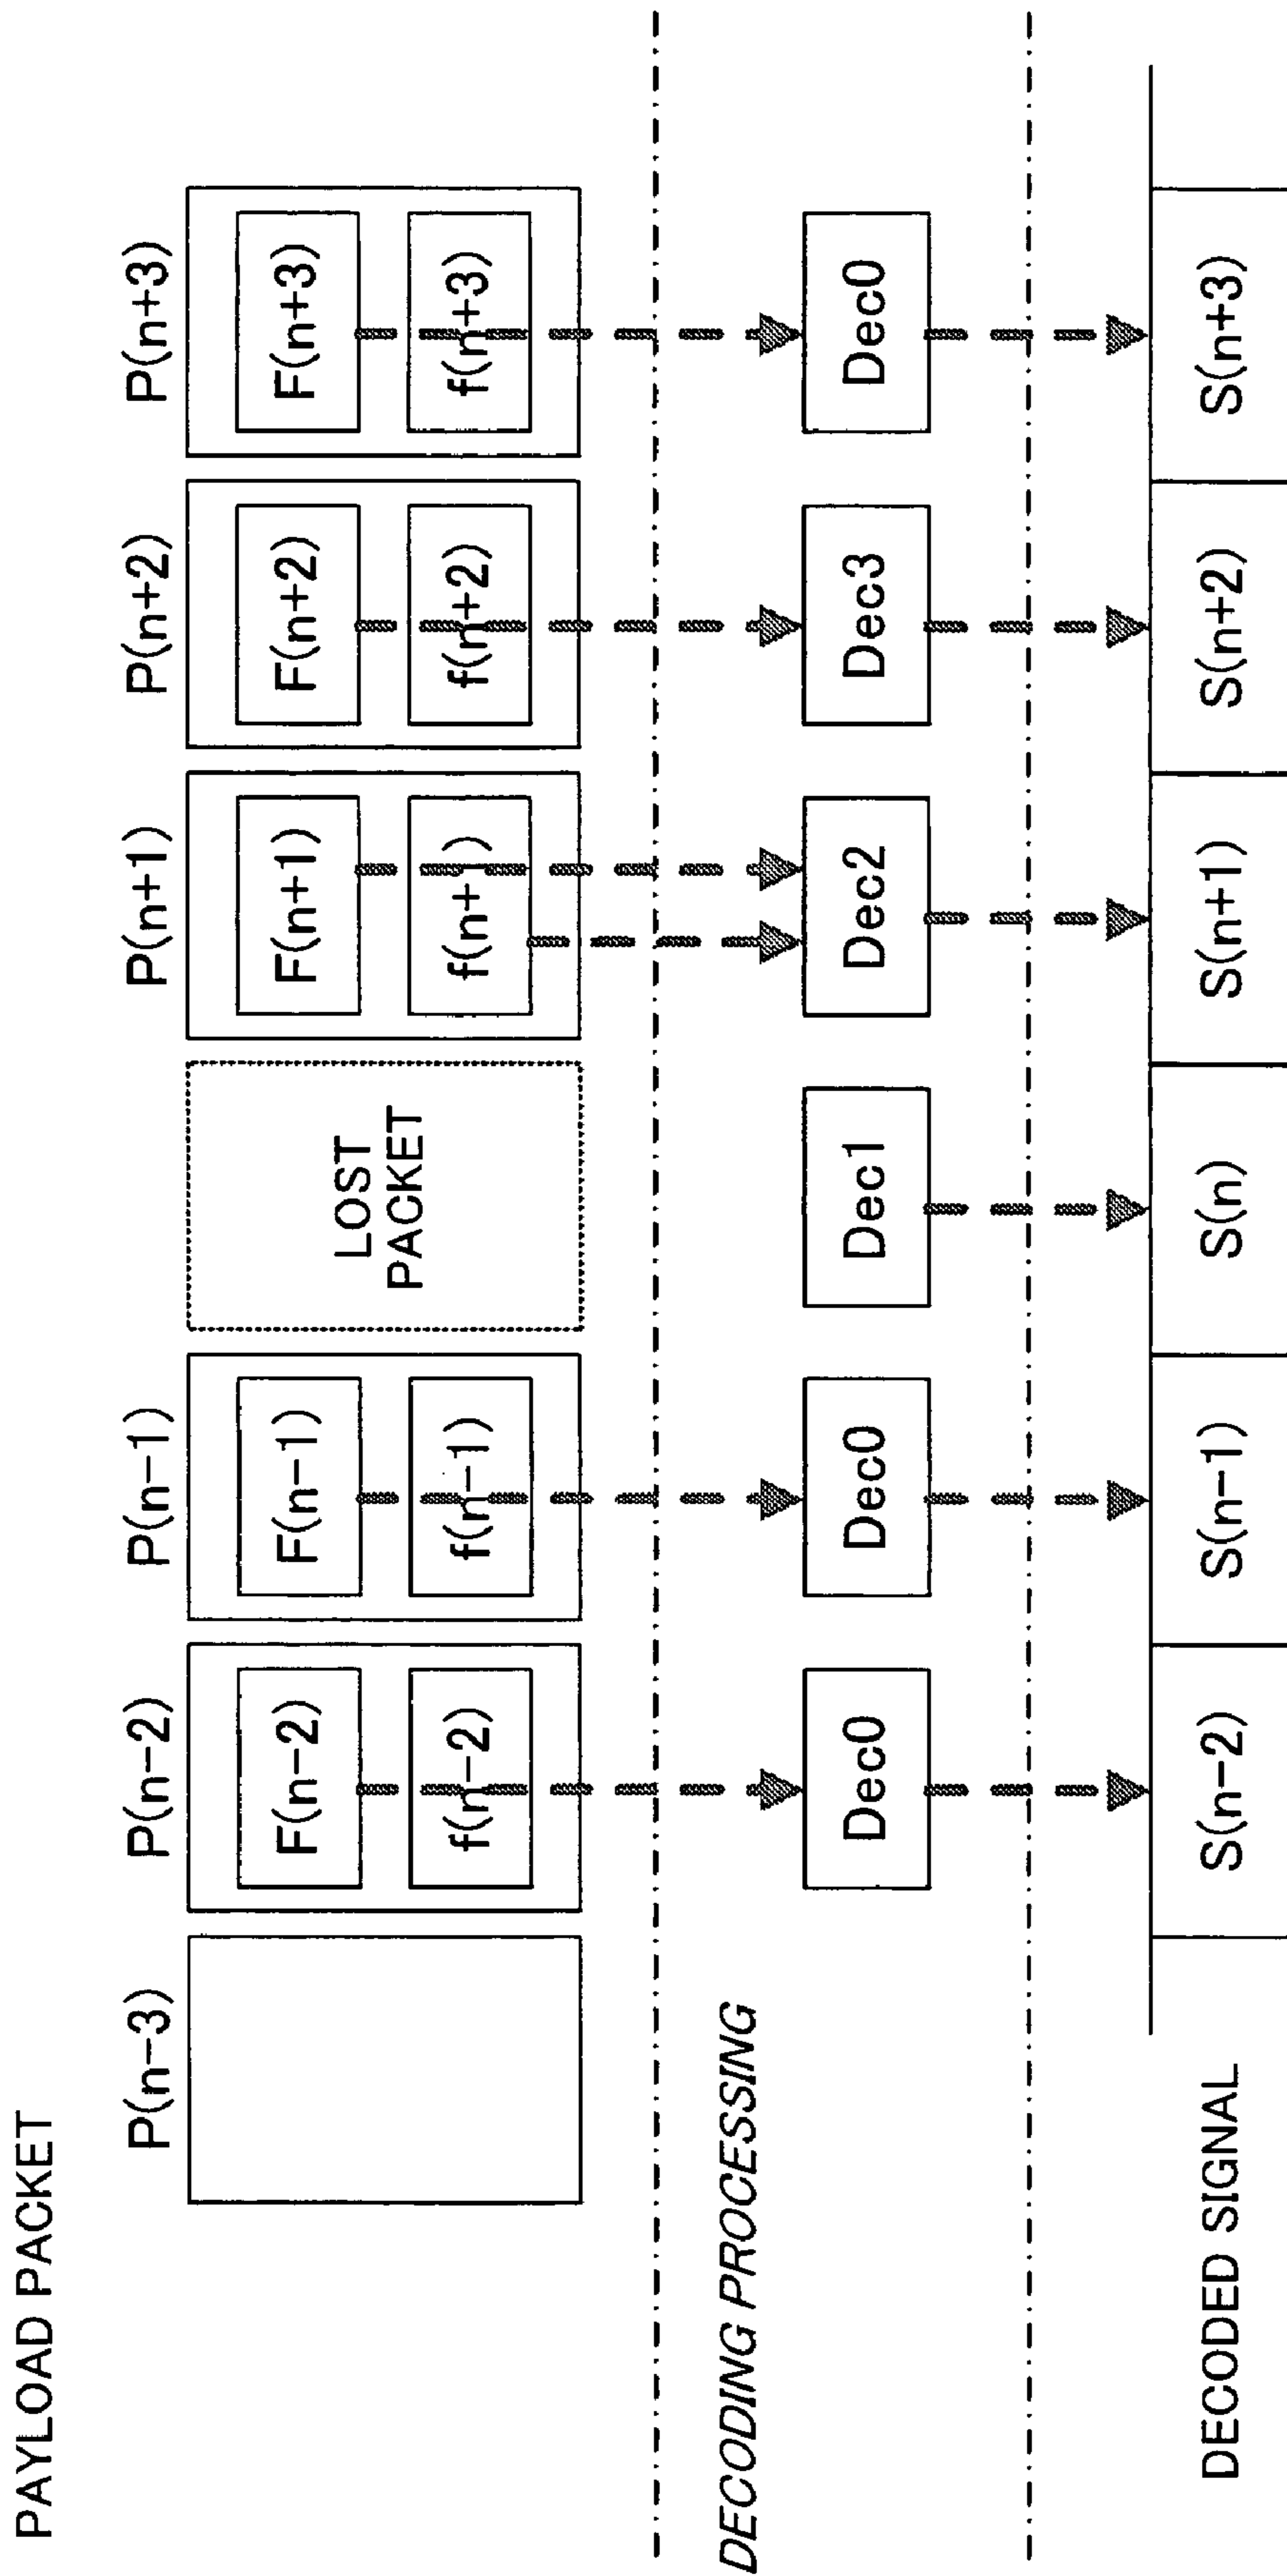 PAYLOAD PACKET
P(n-3)
P(n-2)
P(n-1)
P(n+1)
P(n+2)
P(n+3)
F(n-2)
F(n-1)
LOST
PACKET
F(n+1)
F(n+2)
F(n+3)
f(n-2)
f(n-1)
f(n+1)
f(n+2)
f(n+3)
DECODING PROCESSING
Dec0
Dec0
Dec1
Dec2
Dec3
Dec0
DECODED SIGNAL
S(n-2)
S(n-1)
S(n)
S(n+1)
S(n+2)
S(n+3)